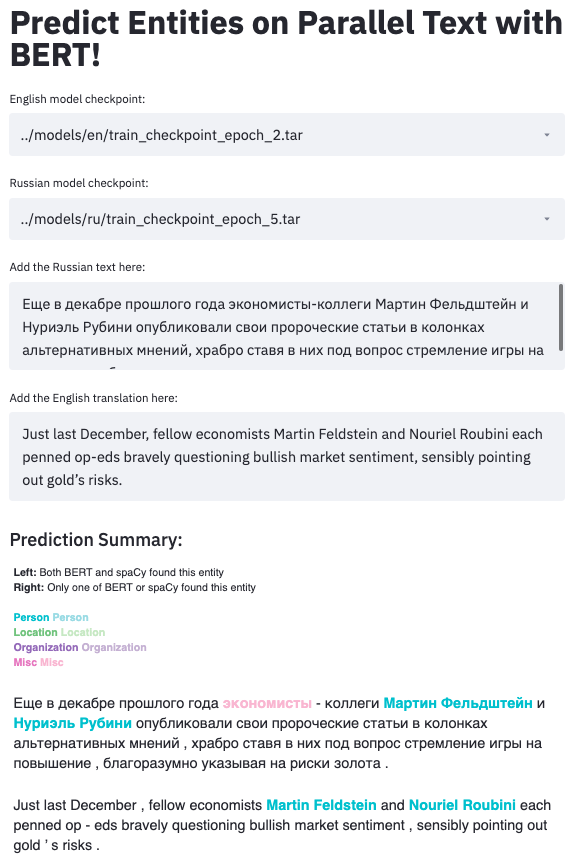 Predict Entities on Parallel Text with
BERT!
English model checkpoint:
../models/en/train_checkpoint_epoch_2.tar
Russian model checkpoint:
../models/ru/train_checkpoint_epoch_5.tar
Add the Russian text here:
Еще в декабре прошлого года экономисты-коллеги Мартин Фельдштейн и
Нуриэль Рубини опубликовали свои пророческие статьи в колонках
альтернативных мнений, храбро ставя в них под вопрос стремление игры на
Add the English translation here:
Just last December, fellow economists Martin Feldstein and Nouriel Roubini each
penned op-eds bravely questioning bullish market sentiment, sensibly pointing
out gold’s risks.
Prediction Summary:
Left: Both BERT and spaCy found this entity
Right: Only one of BERT or spaCy found this entity
Person Person
Location Location
Organization Organization
Misc Misc
Еще в декабре прошлого года экономисты - коллеги Мартин Фельдштейн и
Нуриэль Рубини опубликовали свои пророческие статьи в колонках
альтернативных мнений , храбро ставя в них под вопрос стремление игры на
повышение , благоразумно указывая на риски золота .
Just last December , fellow economists Martin Feldstein and Nouriel Roubini each
penned op - eds bravely questioning bullish market sentiment , sensibly pointing out
gold ’ s risks .